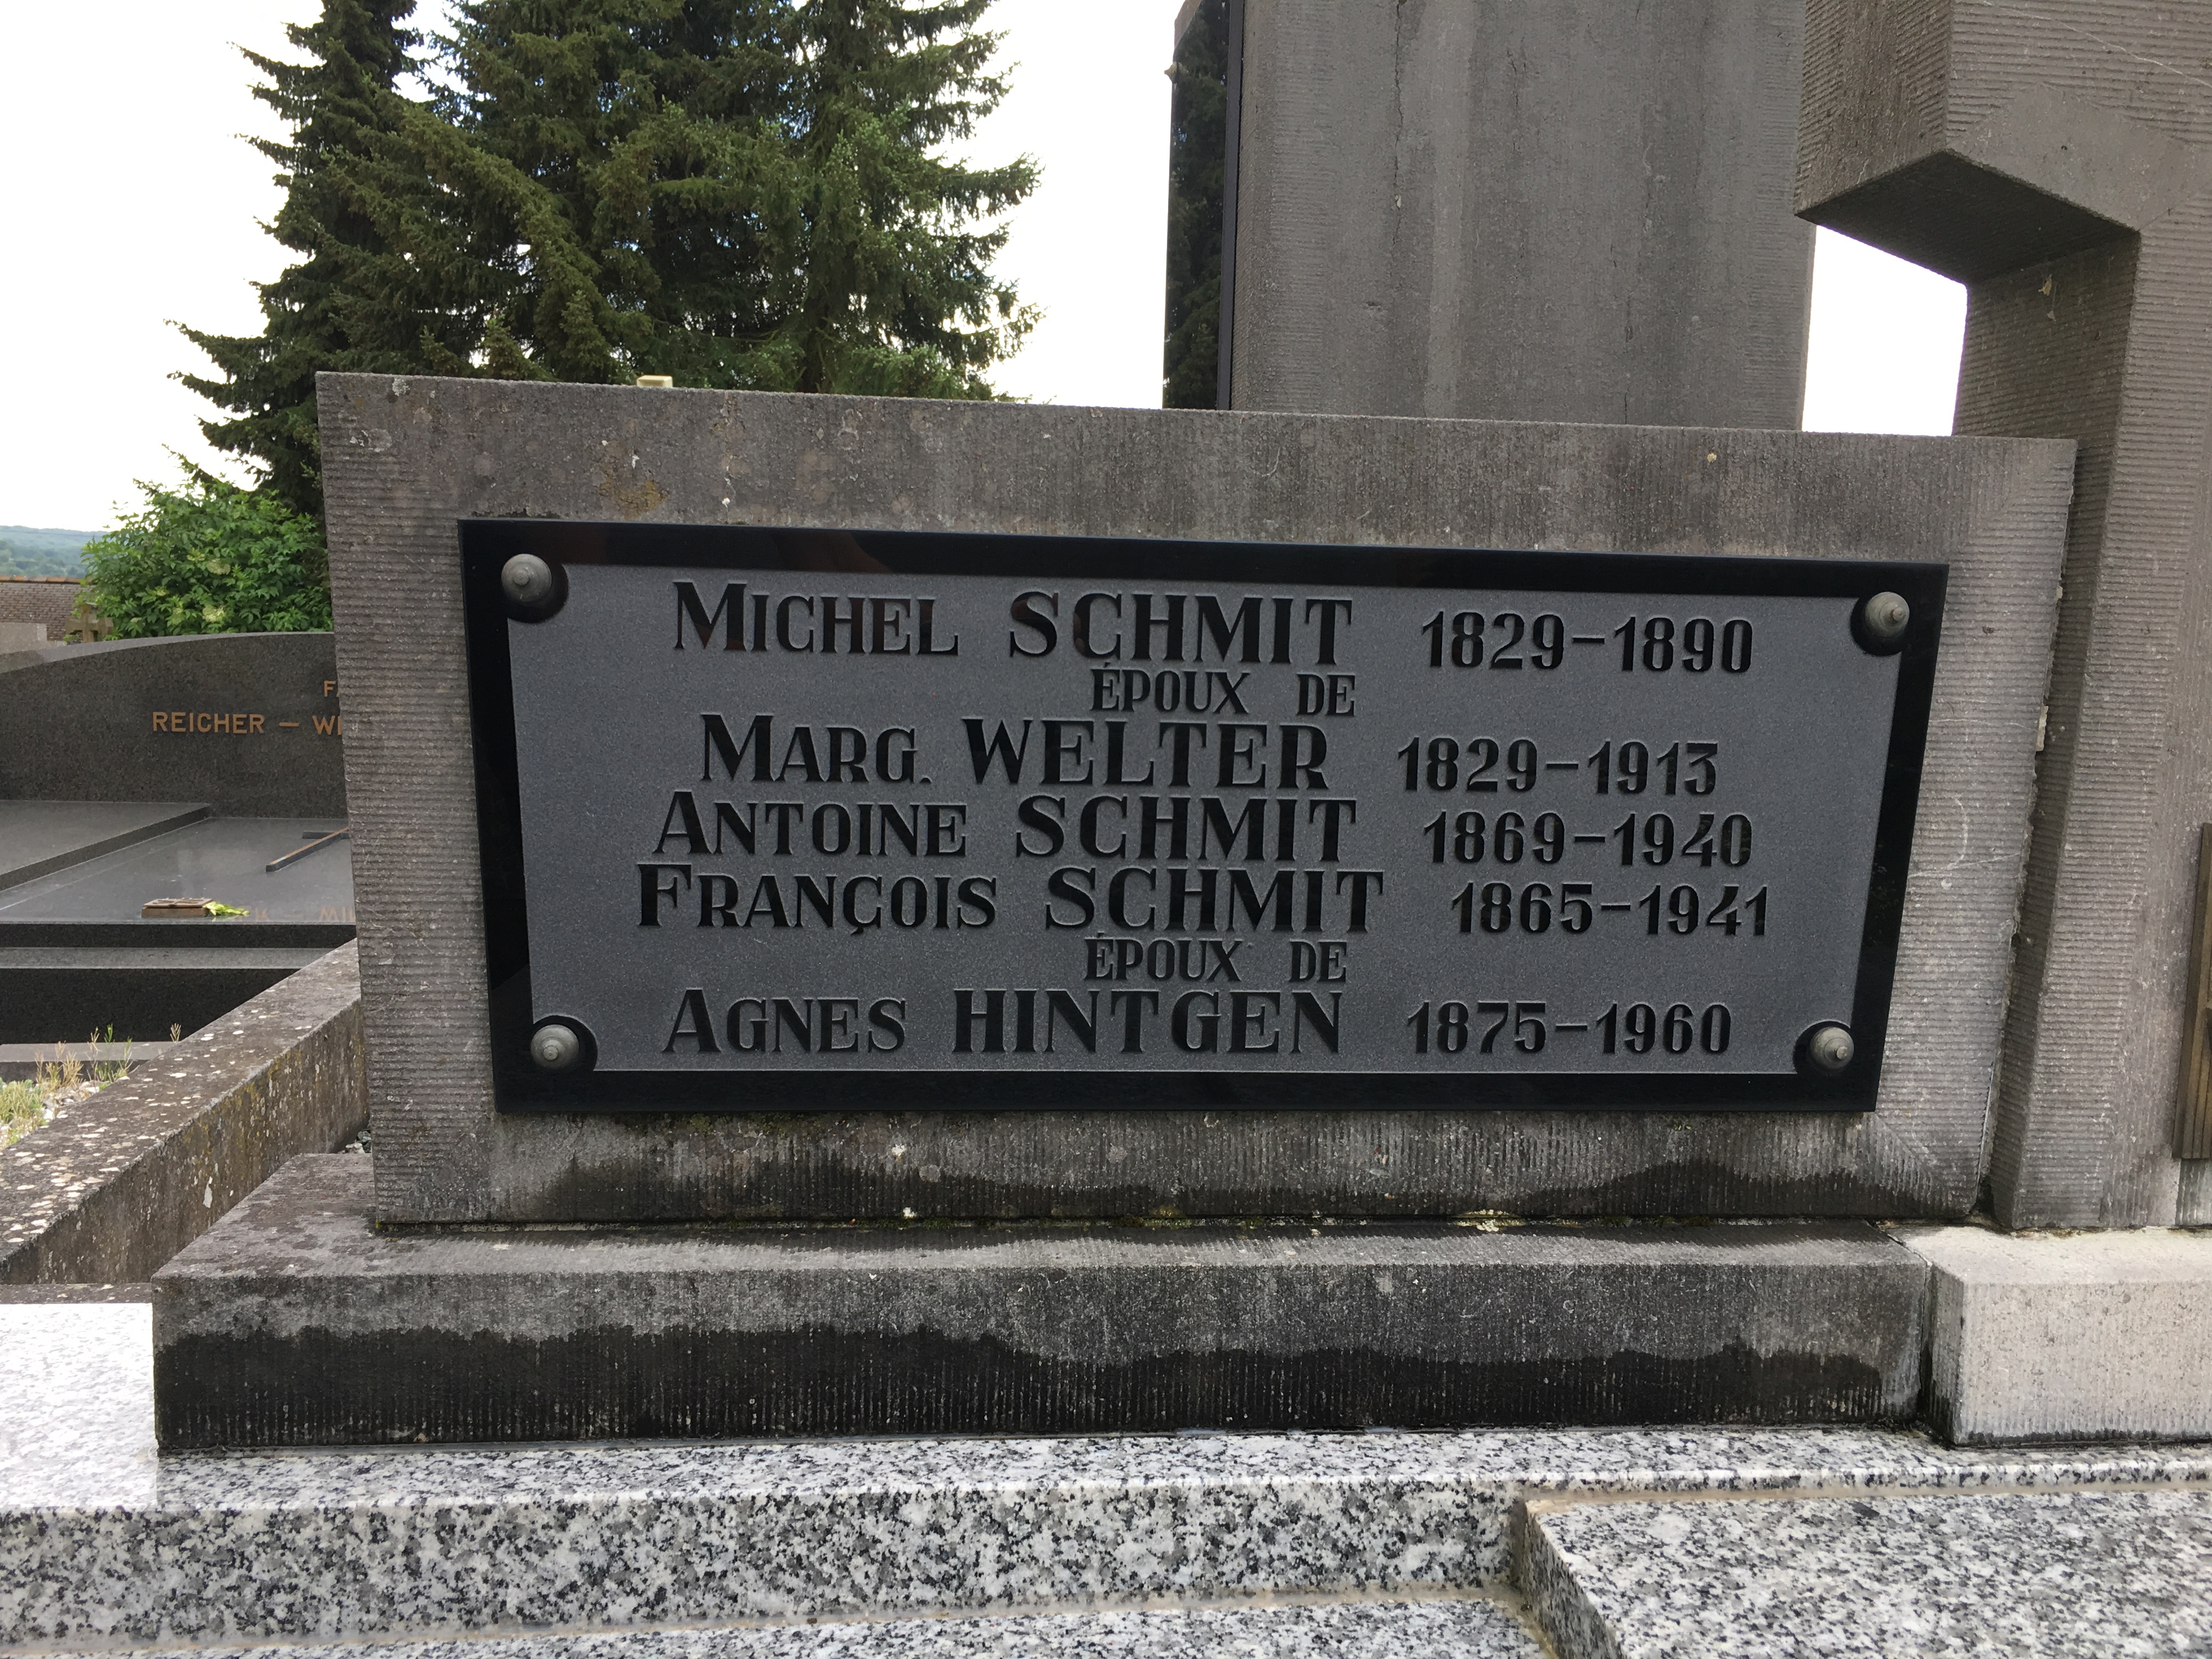 MICHEL SCHMIT 1829-1890
ÉPOUX DE
MARG. WELTER 1829-1913
ANTOINE SCHMIT 1869-1940
FRANÇOIS SCHMIT 1865-1941
ÉPOUX DE
AGNES HINTGEN 1875-1960
REICHER -